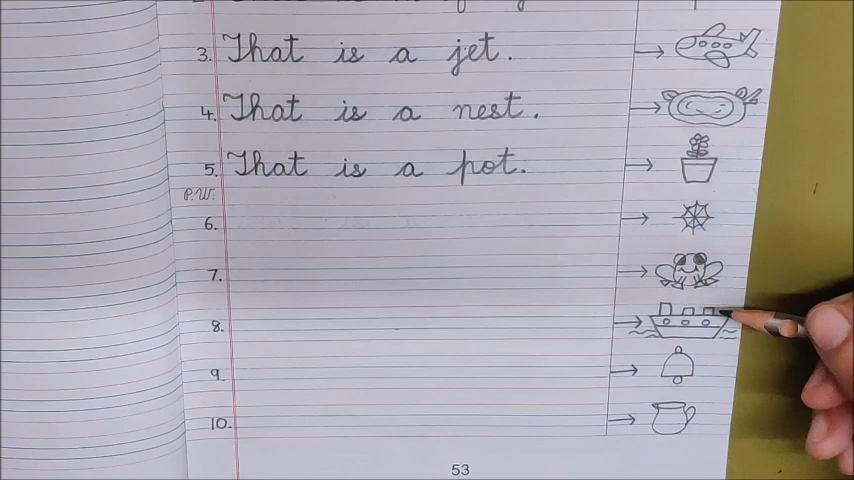 3. That is a jet.
4. That is a nest.
5. That is a pot.
P.W.
6.
7.
8.
9.
10.
53